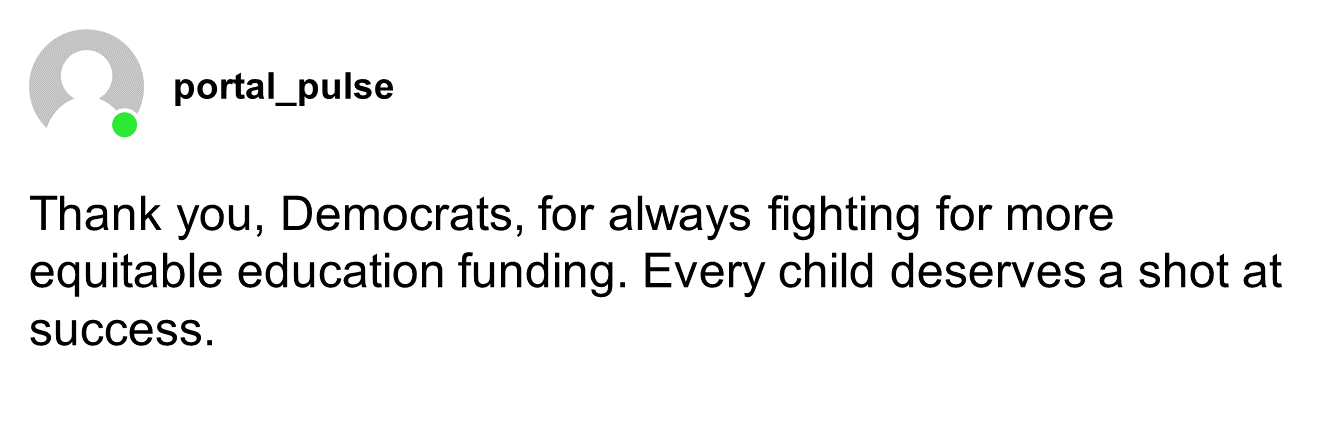 portal_pulse
Thank you, Democrats, for always fighting for more
equitable education funding. Every child deserves a shot at
success.